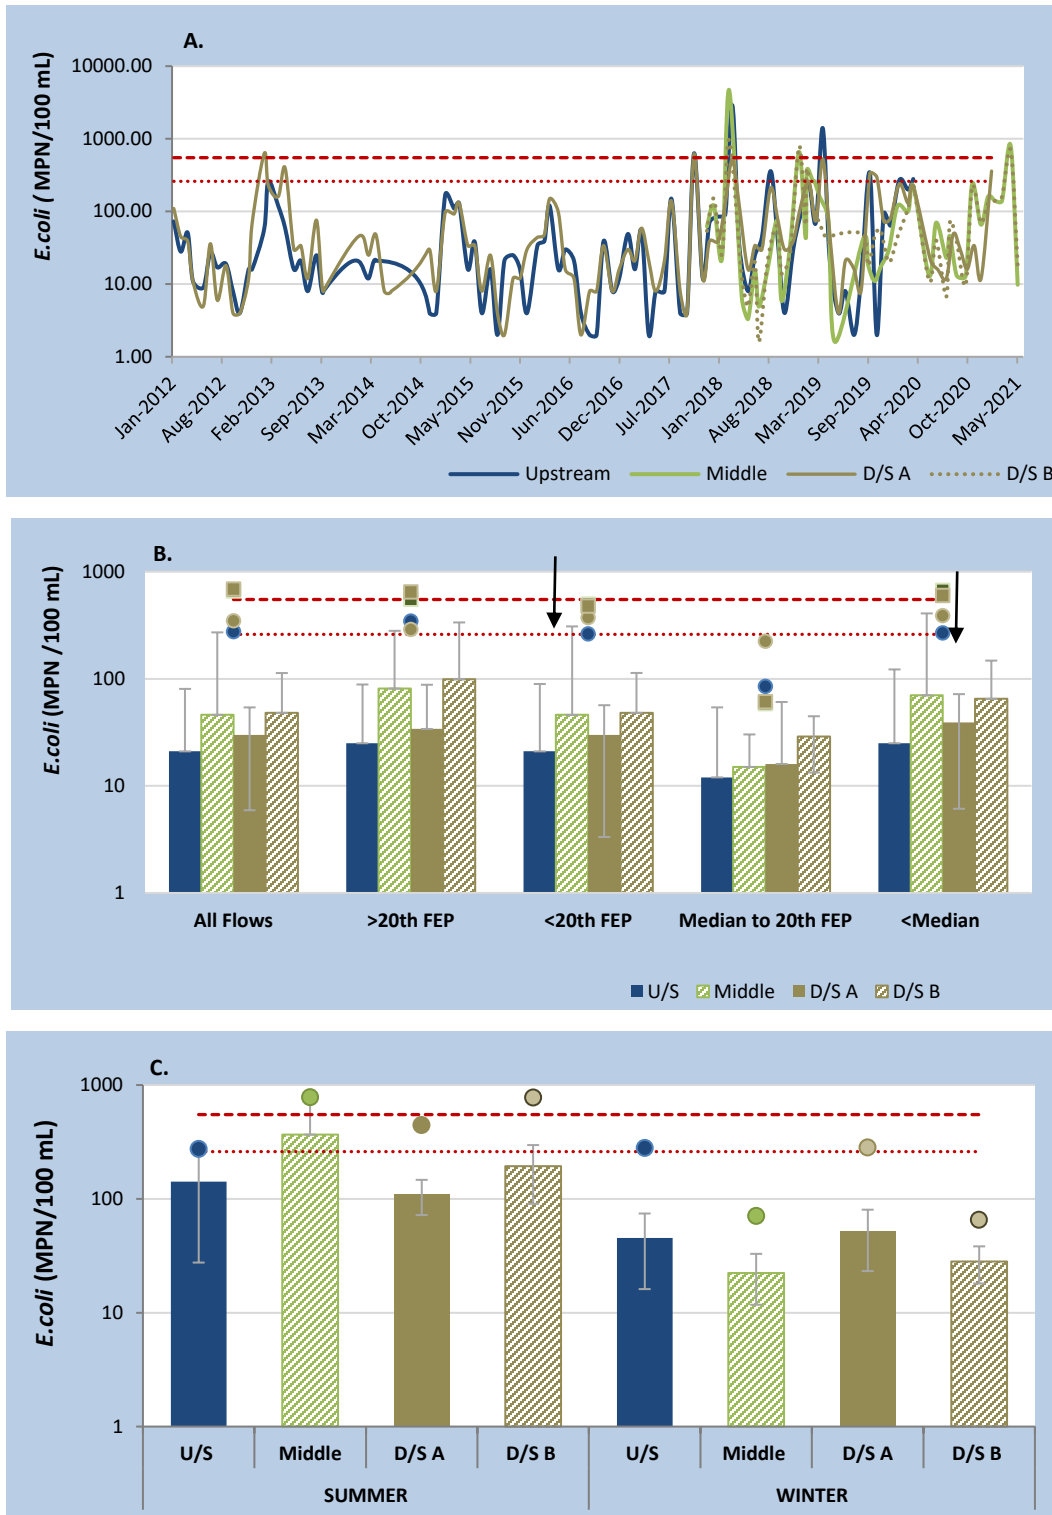 A.
E.coli ( MPN/100 mL)
10000.00
1000.00
100.00
10.00
1.00
Jan-2012 Aug-2012 Feb-2013 Sep-2013 Mar-2014 Oct-2014 May-2015 Nov-2015 Jun-2016 Dec-2016 Jul-2017 Jan-2018 Aug-2018 Mar-2019 Sep-2019 Apr-2020 Oct-2020 May-2021
Upstream Middle D/S A D/S B
B.
E.coli (MPN /100 mL)
1000
100
10
1
All Flows >20th FEP <20th FEP Median to 20th FEP <Median
U/S Middle D/S A D/S B
C.
E.coli (MPN/100 mL)
1000
100
10
1
U/S Middle D/S A D/S B U/S Middle D/S A D/S B
SUMMER WINTER